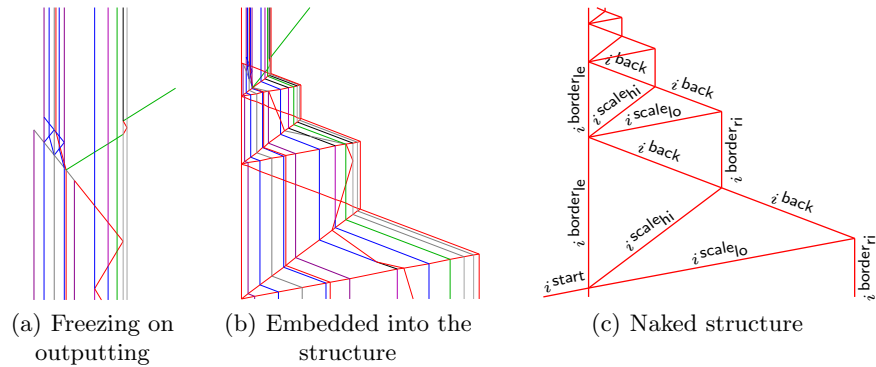 i back
i back
i border_le
i scale_hi
i scale_lo
i border_ri
i back
i back
i border_le
i scale_hi
i scale_lo
i start
i border_ri
(a) Freezing on
outputting
(b) Embedded into the
structure
(c) Naked structure